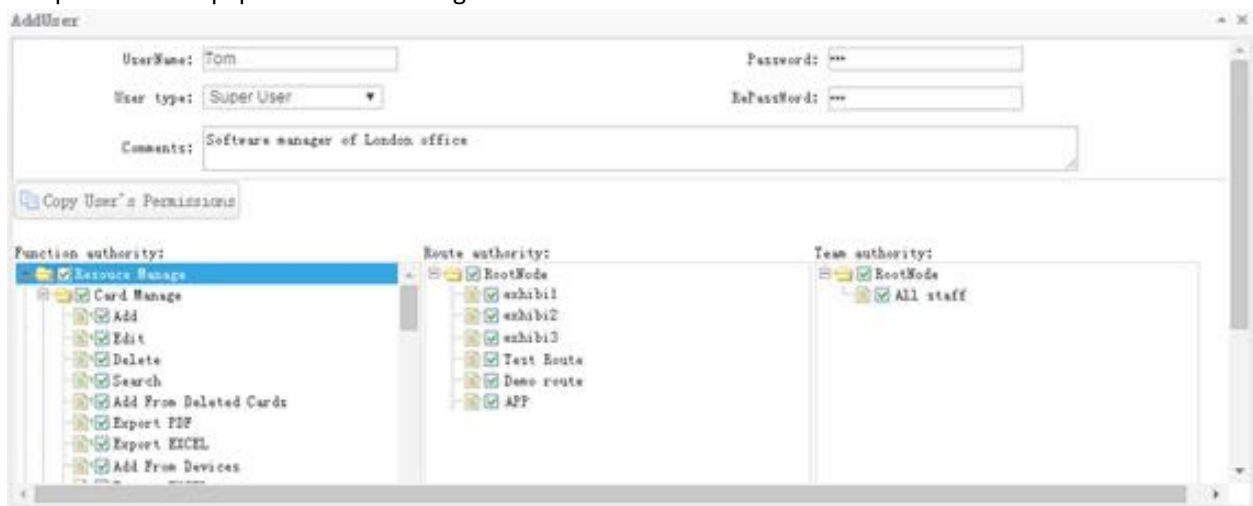 AddUser
UserName: Tom
Password: •••
User type: Super User
RePassWord: •••
Comments: Software manager of London office
Copy User's Permissions
Function authority:
Route authority:
Team authority:
Resouce Manage
RootNode
RootNode
Card Manage
exhibi1
All staff
Add
exhibi2
Edit
exhibi3
Delete
Test Route
Search
Demo route
Add From Deleted Cards
APP
Export PDF
Export EXCEL
Add From Devices